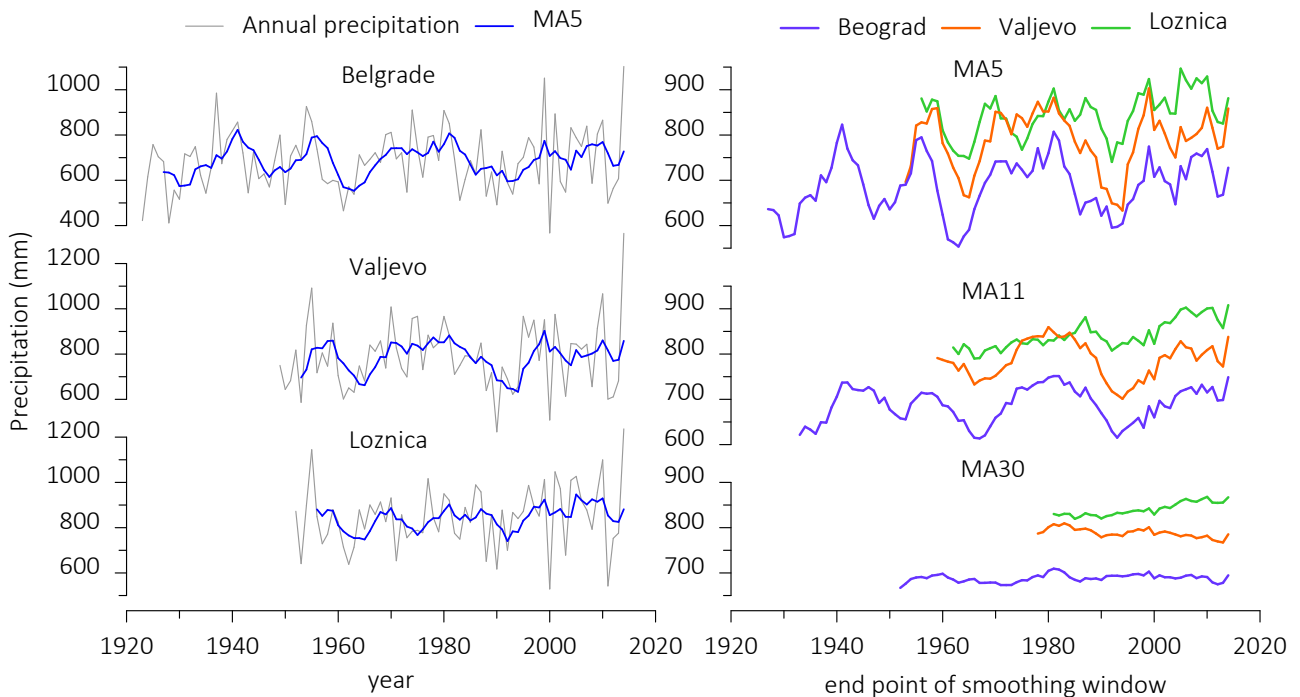 Annual precipitation MA5
Beograd Valjevo Loznica
Precipitation (mm)
Belgrade
1000
800
600
400
Valjevo
1200
1000
800
600
Loznica
1200
1000
800
600
1920 1940 1960 1980 2000 2020
year
MA5
900
800
700
600
MA11
900
800
700
600
MA30
900
800
700
1920 1940 1960 1980 2000 2020
end point of smoothing window